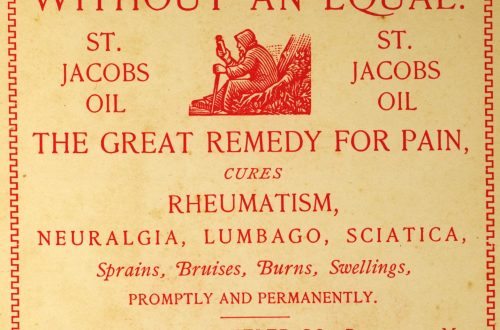 WITHOUT AN EQUAL.
ST.
JACOBS
OIL
ST.
JACOBS
OIL
THE GREAT REMEDY FOR PAIN,
CURES
RHEUMATISM,
NEURALGIA, LUMBAGO, SCIATICA,
Sprains, Bruises, Burns, Swellings,
PROMPTLY AND PERMANENTLY.